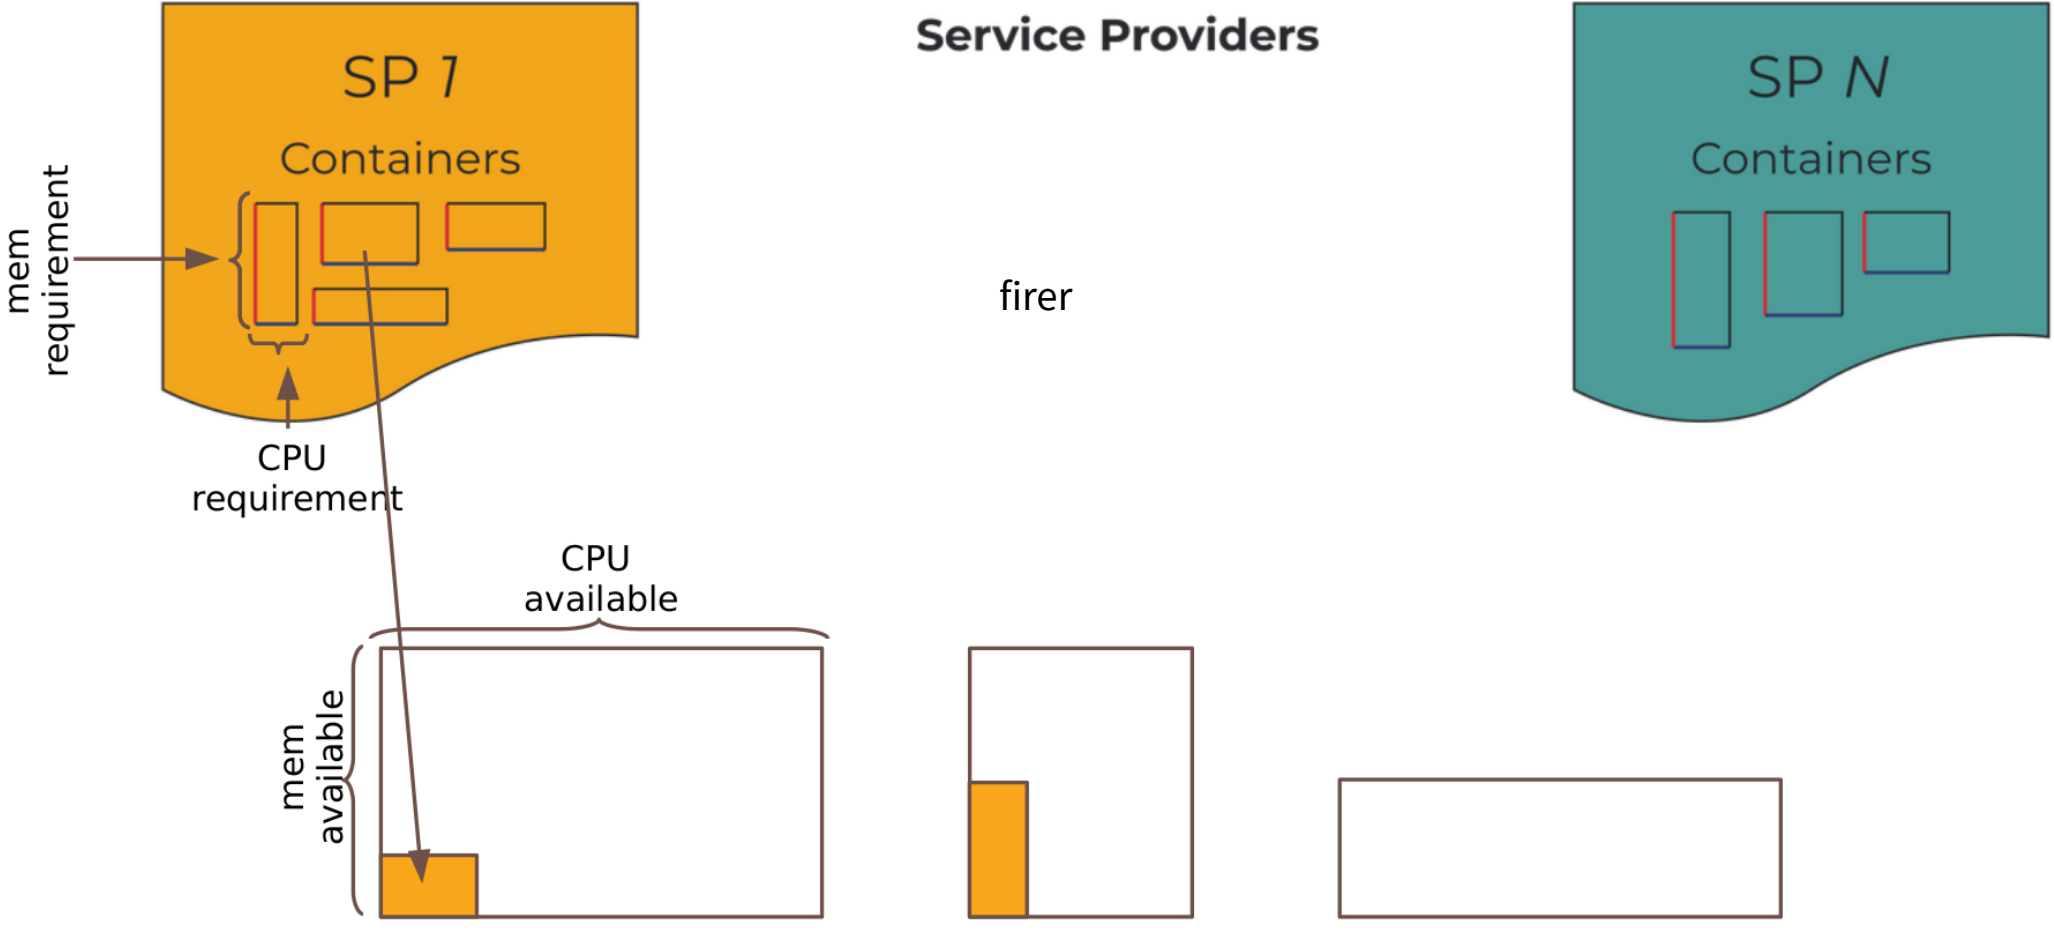 Service Providers
SP 1
Containers
SP N
Containers
mem
requirement
firer
CPU
requirement
CPU
available
mem
available